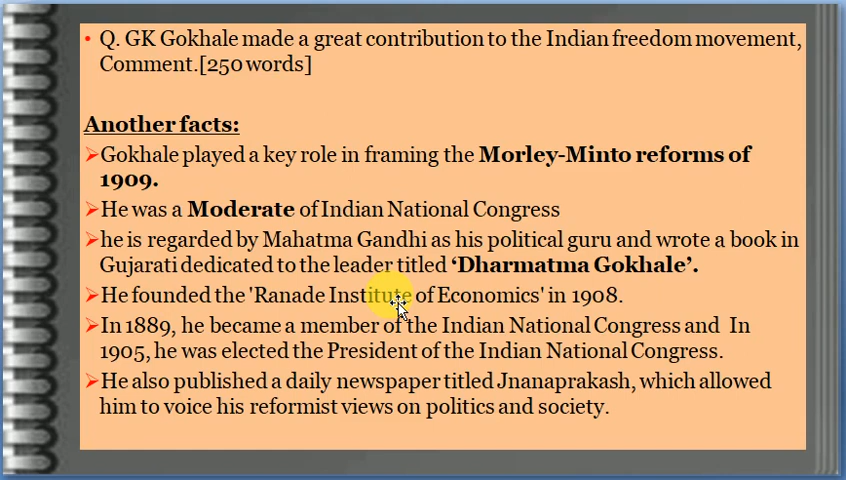 • Q. GK Gokhale made a great contribution to the Indian freedom movement,
Comment.[250 words]
Another facts:
➢Gokhale played a key role in framing the Morley-Minto reforms of
1909.
➢He was a Moderate of Indian National Congress
➢he is regarded by Mahatma Gandhi as his political guru and wrote a book in
Gujarati dedicated to the leader titled ‘Dharmatma Gokhale’.
➢He founded the 'Ranade Institute of Economics' in 1908.
➢In 1889, he became a member of the Indian National Congress and In
1905, he was elected the President of the Indian National Congress.
➢He also published a daily newspaper titled Jnanaprakash, which allowed
him to voice his reformist views on politics and society.